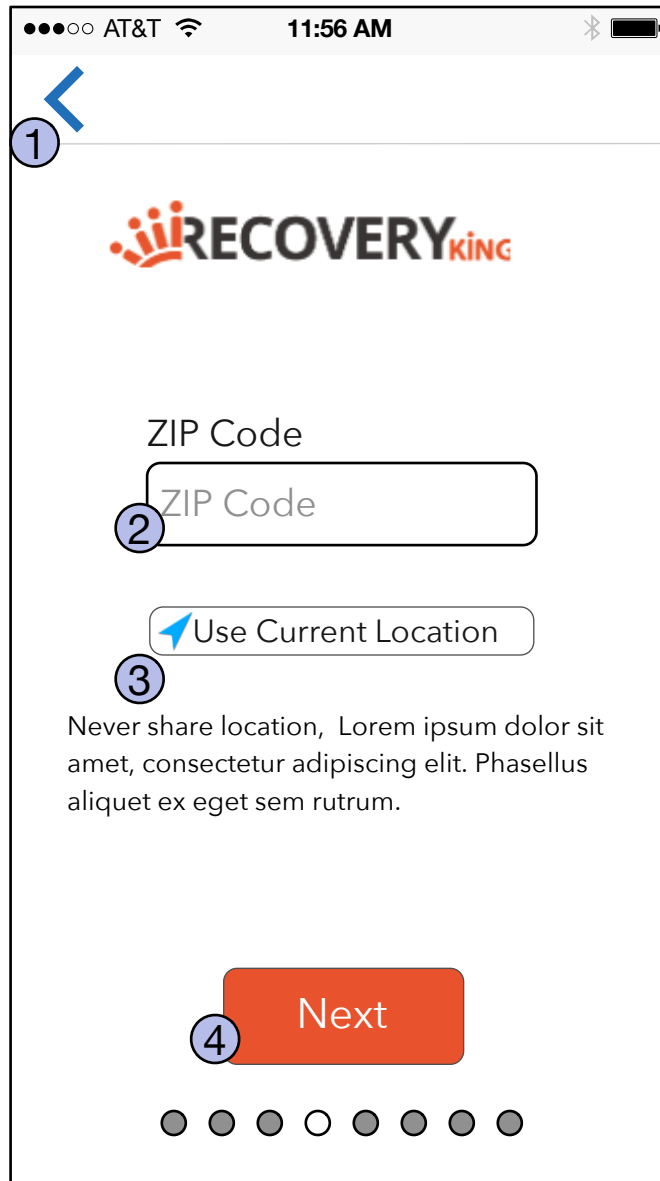 AT&T 11:56 AM
1
RECOVERY KING
ZIP Code
ZIP Code
2
Use Current Location
3
Never share location, Lorem ipsum dolor sit
amet, consectetur adipiscing elit. Phasellus
aliquet ex eget sem rutrum.
Next
4